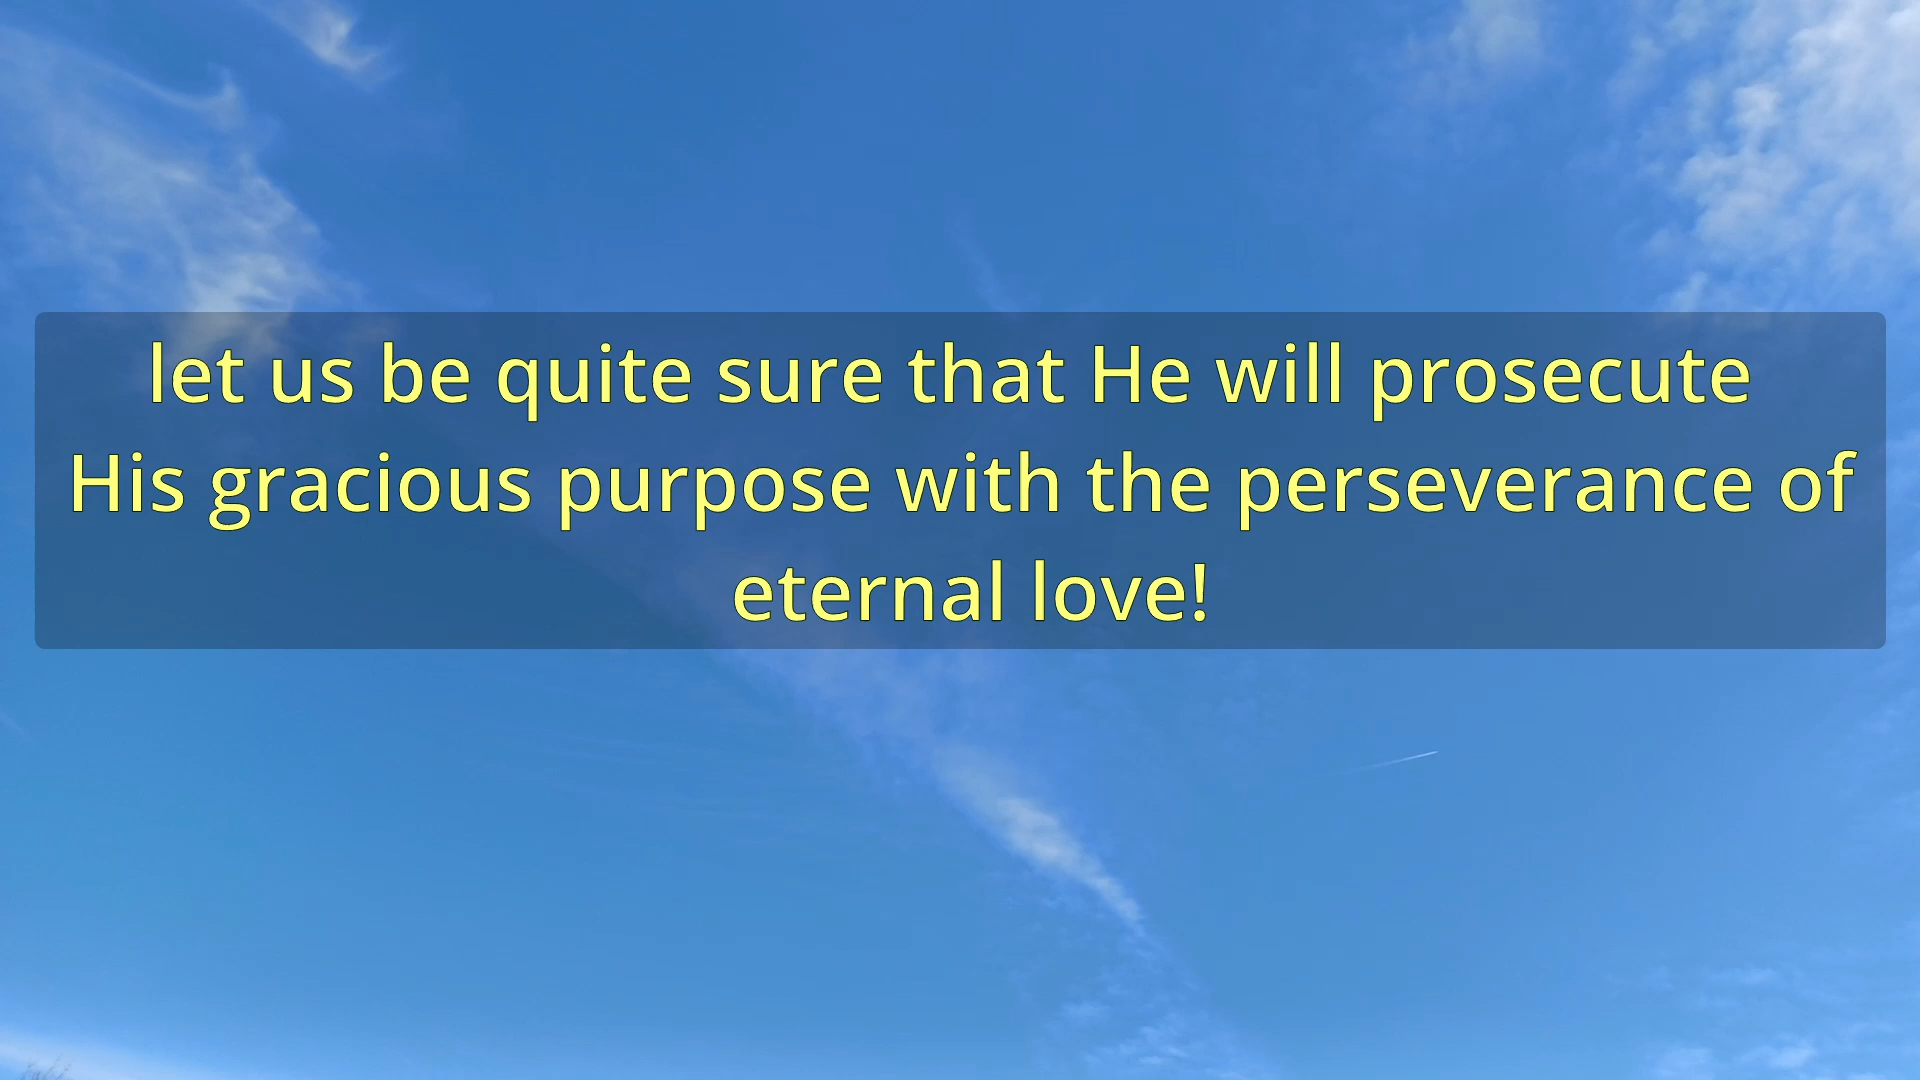 let us be quite sure that He will prosecute
His gracious purpose with the perseverance of
eternal love!